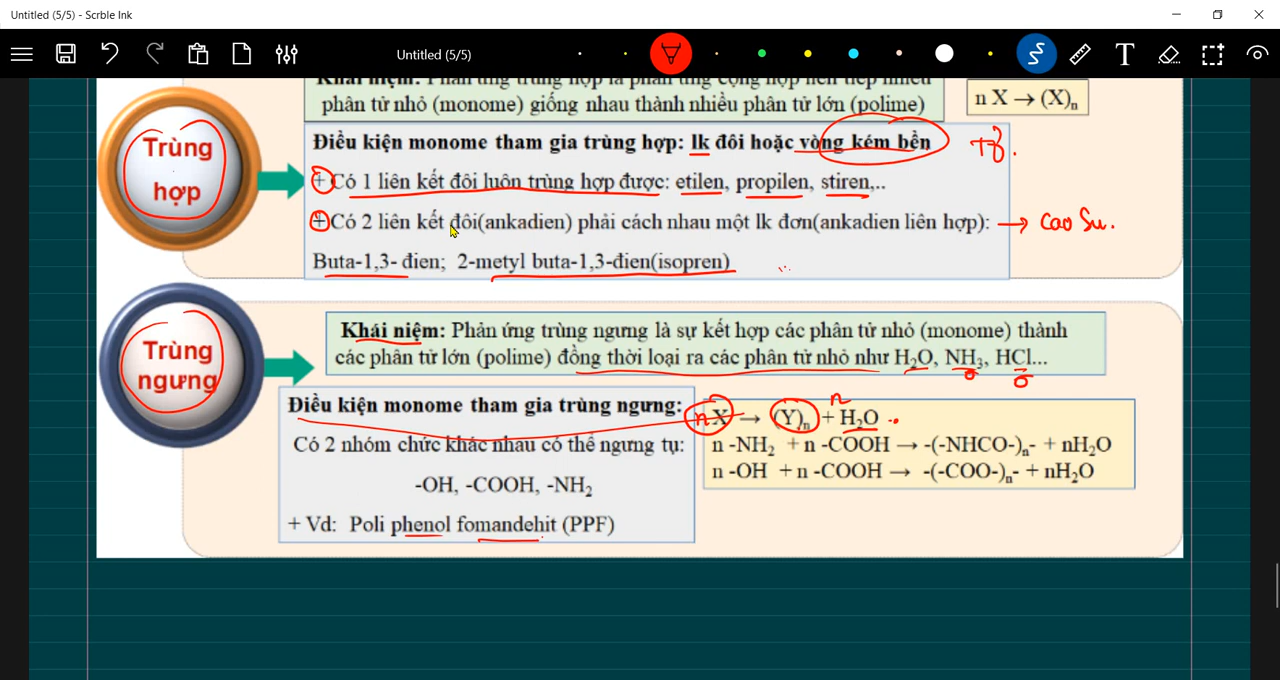 Untitled (5/5) - Scrble Ink
Untitled (5/5)
T
Khái niệm: Phản ứng trùng hợp là phản ứng cộng hợp liên tiếp nhiều
phân tử nhỏ (monome) giống nhau thành nhiều phân tử lớn (polime)
n X → (X)n
Trùng
hợp
Điều kiện monome tham gia trùng hợp: lk đôi hoặc vòng kém bền
+ Có 1 liên kết đôi luôn trùng hợp được: etilen, propilen, stiren,..
+ Có 2 liên kết đôi(ankadien) phải cách nhau một lk đơn(ankadien liên hợp):
→ cao Su.
Buta-1,3- đien; 2-metyl buta-1,3-đien(isopren)
Trùng
ngưng
Khái niệm: Phản ứng trùng ngưng là sự kết hợp các phân tử nhỏ (monome) thành
các phân tử lớn (polime) đồng thời loại ra các phân tử nhỏ như H2O, NH3, HCl...
Điều kiện monome tham gia trùng ngưng:
Có 2 nhóm chức khác nhau có thể ngưng tụ:
-OH, -COOH, -NH2
+ Vd: Poli phenol fomandehit (PPF)
nX → (Y)n + n H2O
n -NH2 + n -COOH → -(-NHCO-)n- + nH2O
n -OH + n -COOH → -(-COO-)n- + nH2O